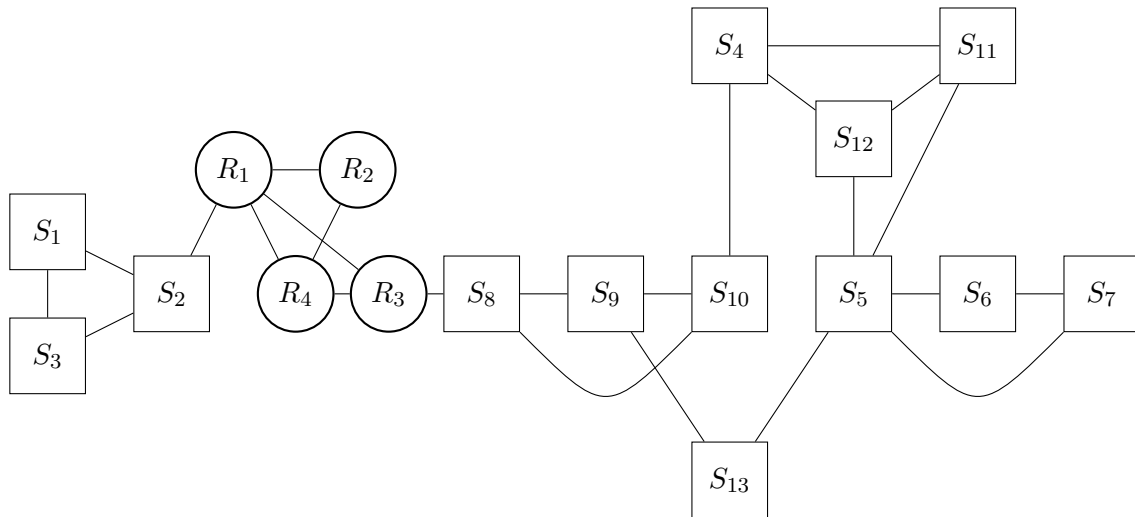 S₄ S₁₁
S₁₂
R₁ R₂
S₁
S₂ R₄ R₃ S₈ S₉ S₁₀ S₅ S₆ S₇
S₃
S₁₃